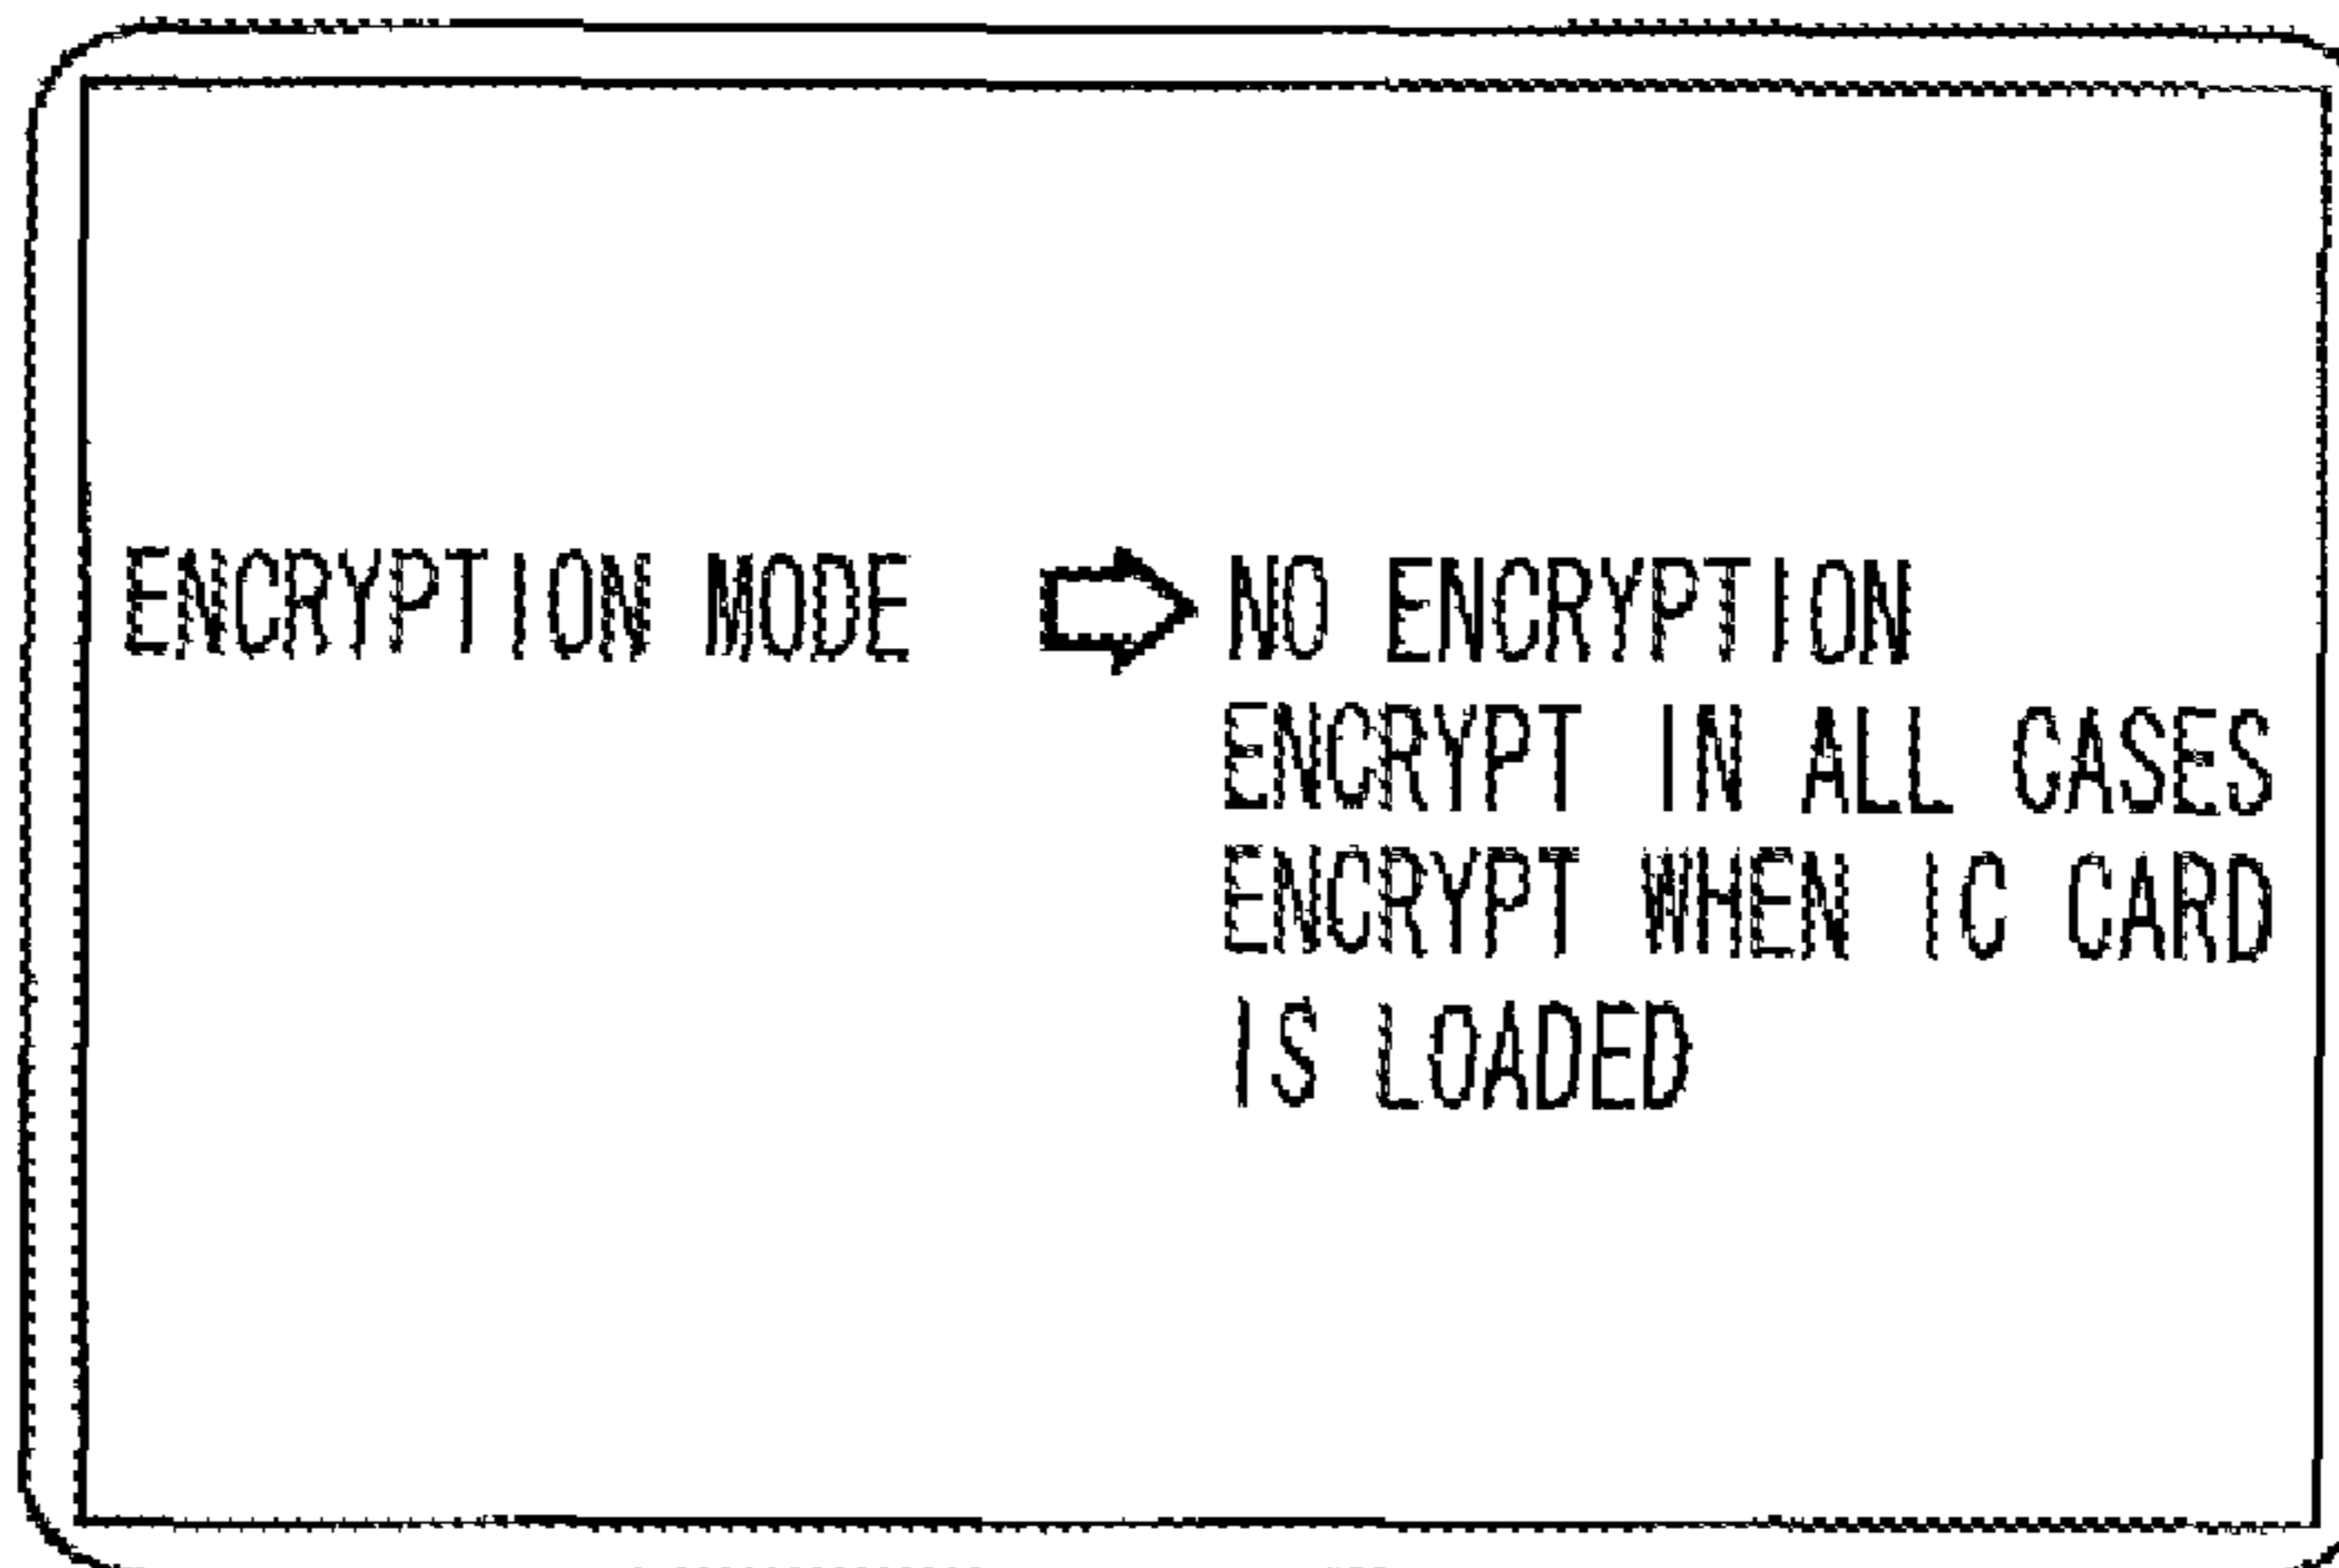 ENCRYPTION MODE ⇨ NO ENCRYPTION
ENCRYPT IN ALL CASES
ENCRYPT WHEN IC CARD
IS LOADED